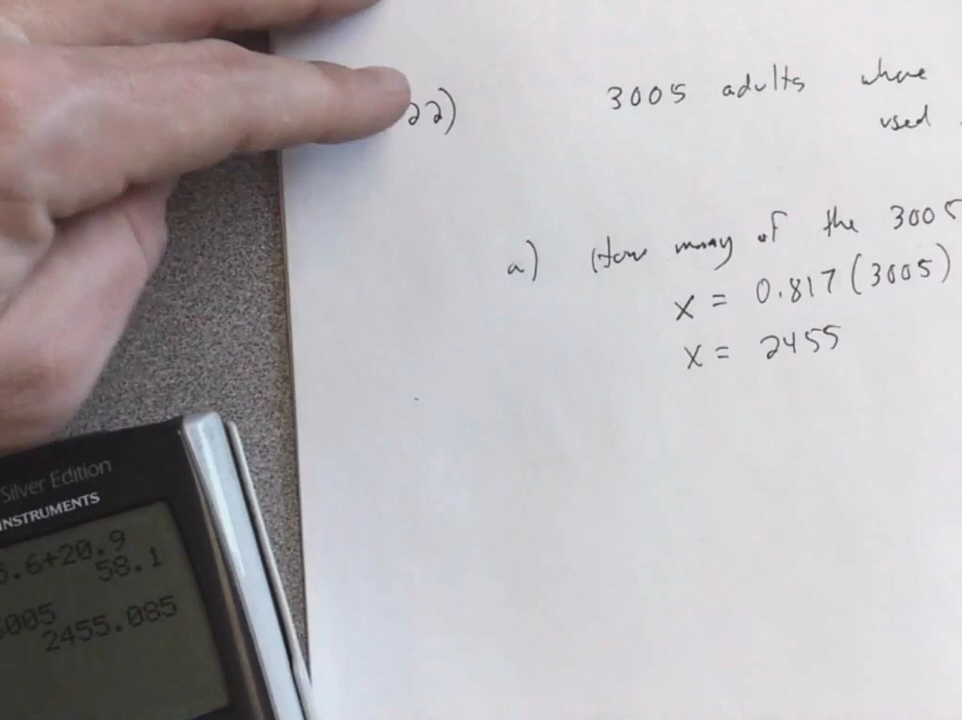 22) 3005 adults where
used
a) How many of the 3005
x = 0.817 (3005)
x = 2455
Silver Edition
INSTRUMENTS
.6+20.9
58.1
005
2455.085